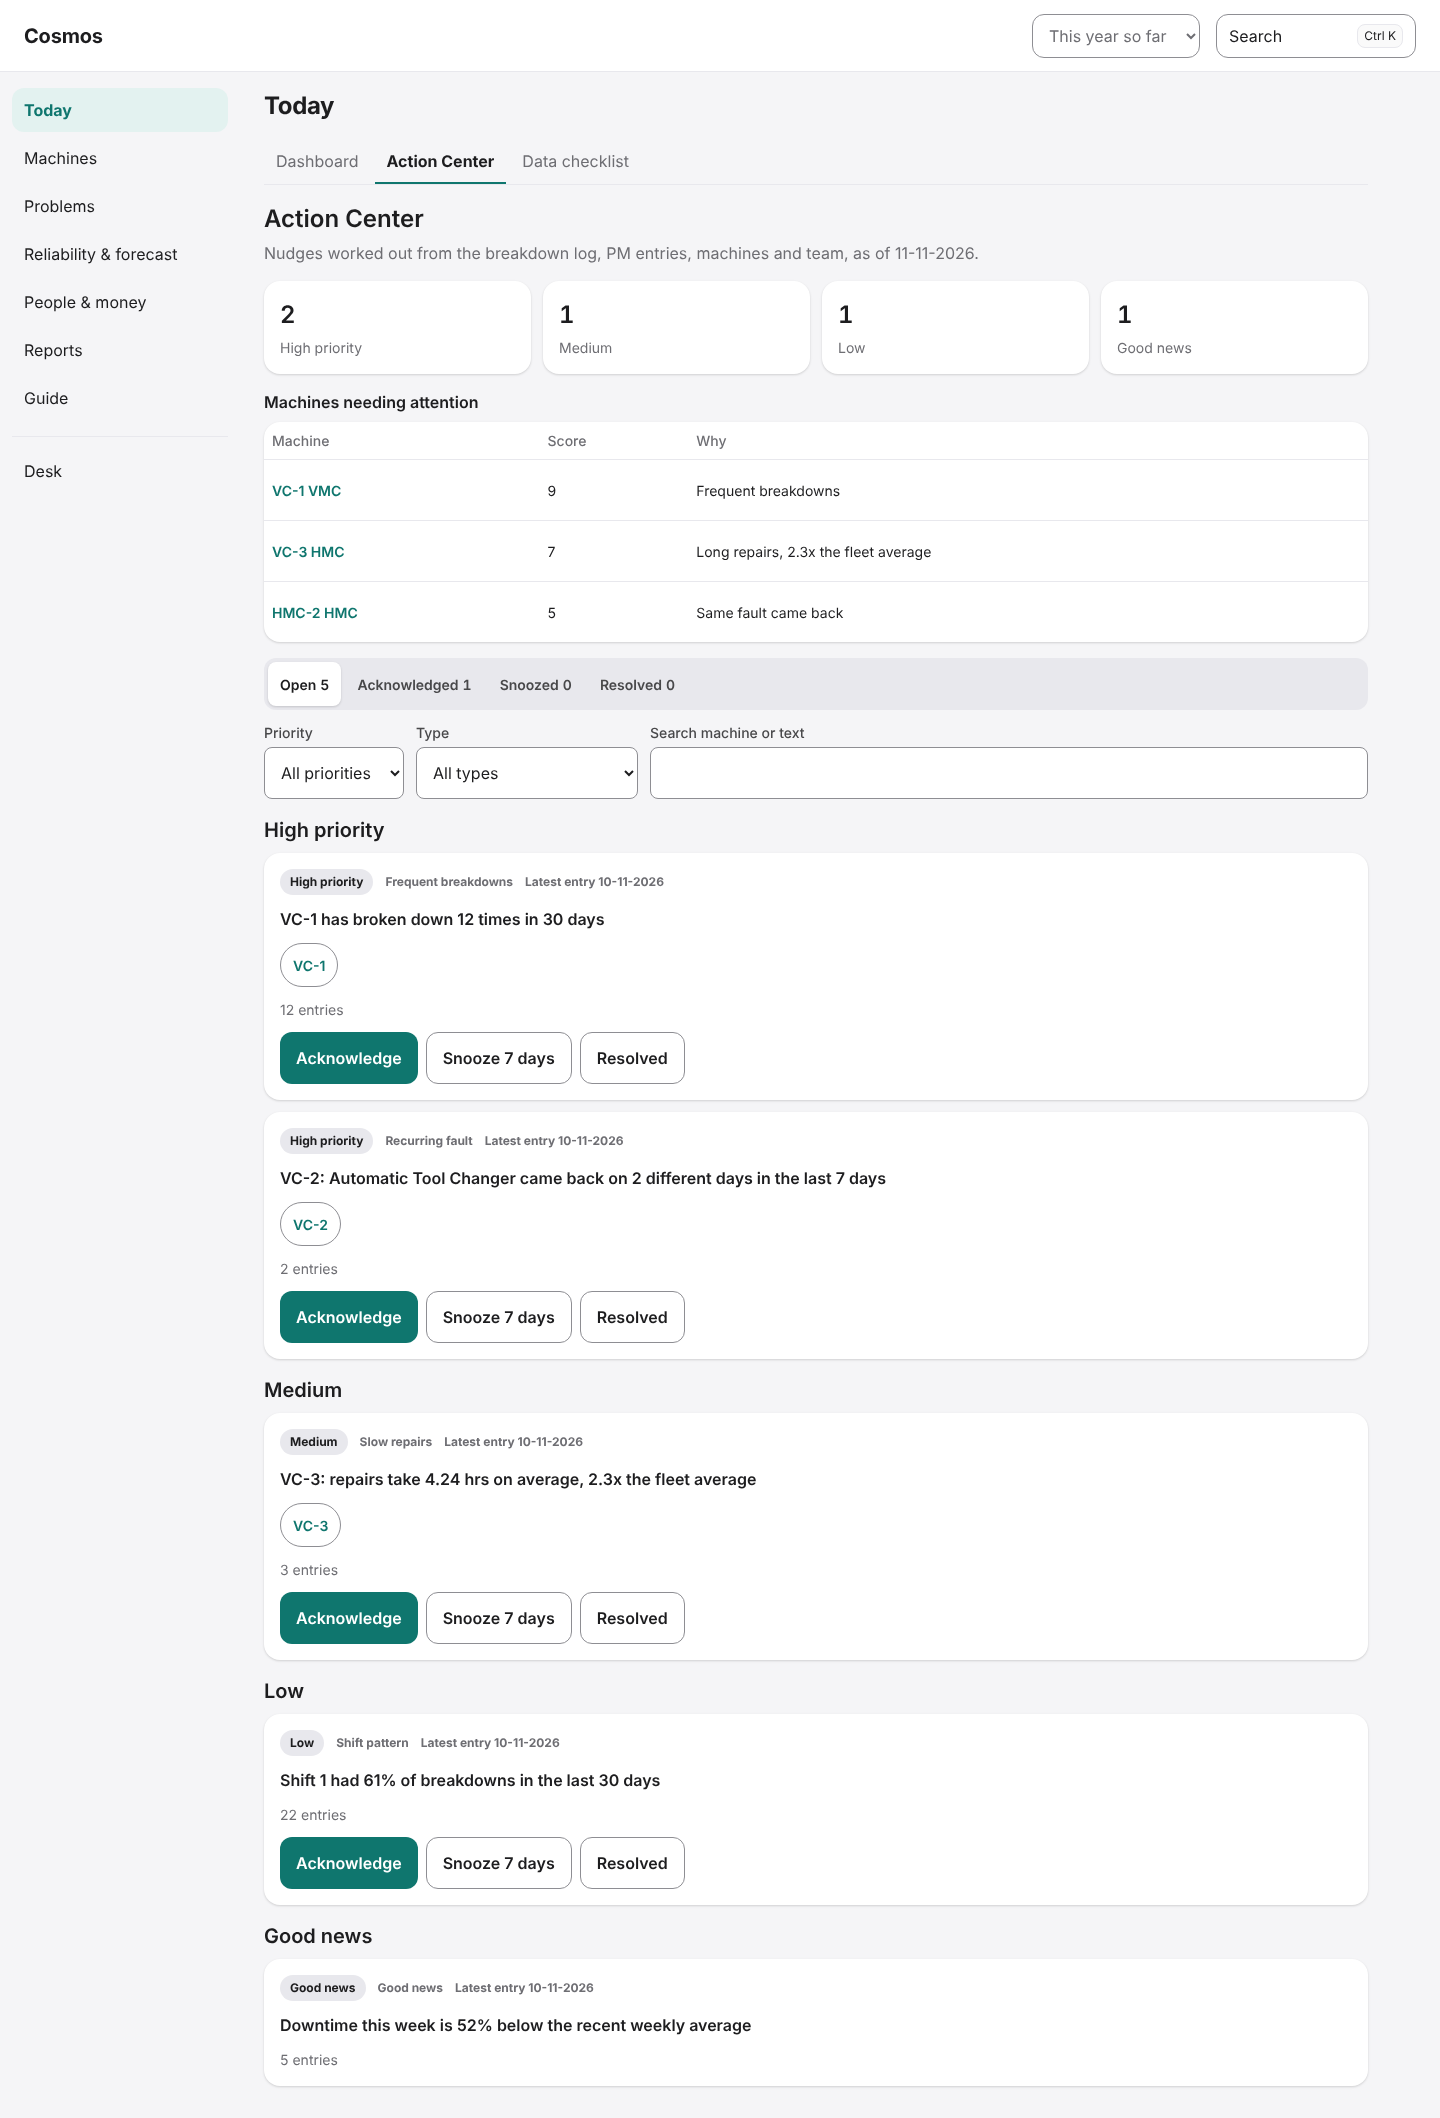 Cosmos
This year so far
Search
Ctrl K
Today
Machines
Problems
Reliability & forecast
People & money
Reports
Guide
Desk
Today
Dashboard Action Center Data checklist
Action Center
Nudges worked out from the breakdown log, PM entries, machines and team, as of 11-11-2026.
2
High priority
1
Medium
1
Low
1
Good news
Machines needing attention
Machine Score Why
VC-1 VMC 9 Frequent breakdowns
VC-3 HMC 7 Long repairs, 2.3x the fleet average
HMC-2 HMC 5 Same fault came back
Open 5 Acknowledged 1 Snoozed 0 Resolved 0
Priority Type Search machine or text
All priorities All types
High priority
High priority Frequent breakdowns Latest entry 10-11-2026
VC-1 has broken down 12 times in 30 days
VC-1
12 entries
Acknowledge Snooze 7 days Resolved
High priority Recurring fault Latest entry 10-11-2026
VC-2: Automatic Tool Changer came back on 2 different days in the last 7 days
VC-2
2 entries
Acknowledge Snooze 7 days Resolved
Medium
Medium Slow repairs Latest entry 10-11-2026
VC-3: repairs take 4.24 hrs on average, 2.3x the fleet average
VC-3
3 entries
Acknowledge Snooze 7 days Resolved
Low
Low Shift pattern Latest entry 10-11-2026
Shift 1 had 61% of breakdowns in the last 30 days
22 entries
Acknowledge Snooze 7 days Resolved
Good news
Good news Good news Latest entry 10-11-2026
Downtime this week is 52% below the recent weekly average
5 entries